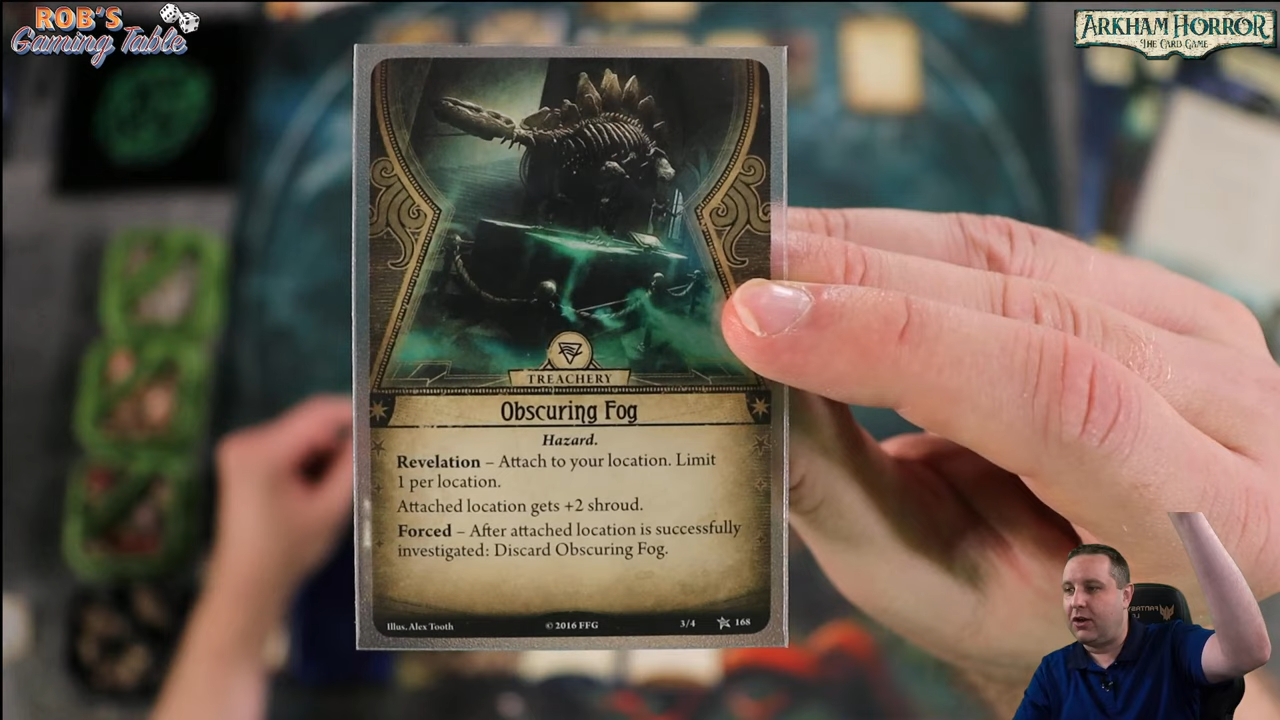 ROB'S
Gaming Table
ARKHAM HORROR
THE CARD GAME
TREACHERY
Obscuring Fog
Hazard.
Revelation – Attach to your location. Limit
1 per location.
Attached location gets +2 shroud.
Forced – After attached location is successfully
investigated: Discard Obscuring Fog.
Illus. Alex Tooth
© 2016 FFG
3/4
168